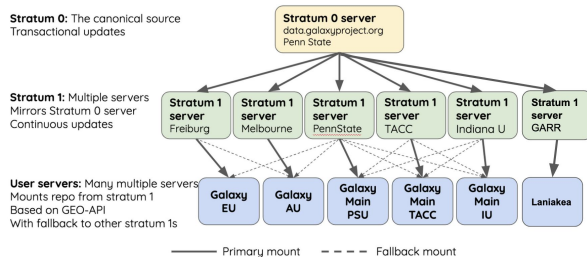 Stratum 0: The canonical source
Transactional updates
Stratum 0 server
data.galaxyproject.org
Penn State
Stratum 1: Multiple servers
Mirrors Stratum 0 server
Continuous updates
Stratum 1
server
Freiburg
Stratum 1
server
Melbourne
Stratum 1
server
PennState
Stratum 1
server
TACC
Stratum 1
server
Indiana U
Stratum 1
server
GARR
User servers: Many multiple servers
Mounts repo from stratum 1
Based on GEO-API
With fallback to other stratum 1s
Galaxy
EU
Galaxy
AU
Galaxy
Main
PSU
Galaxy
Main
TACC
Galaxy
Main
IU
Laniakea
Primary mount
Fallback mount